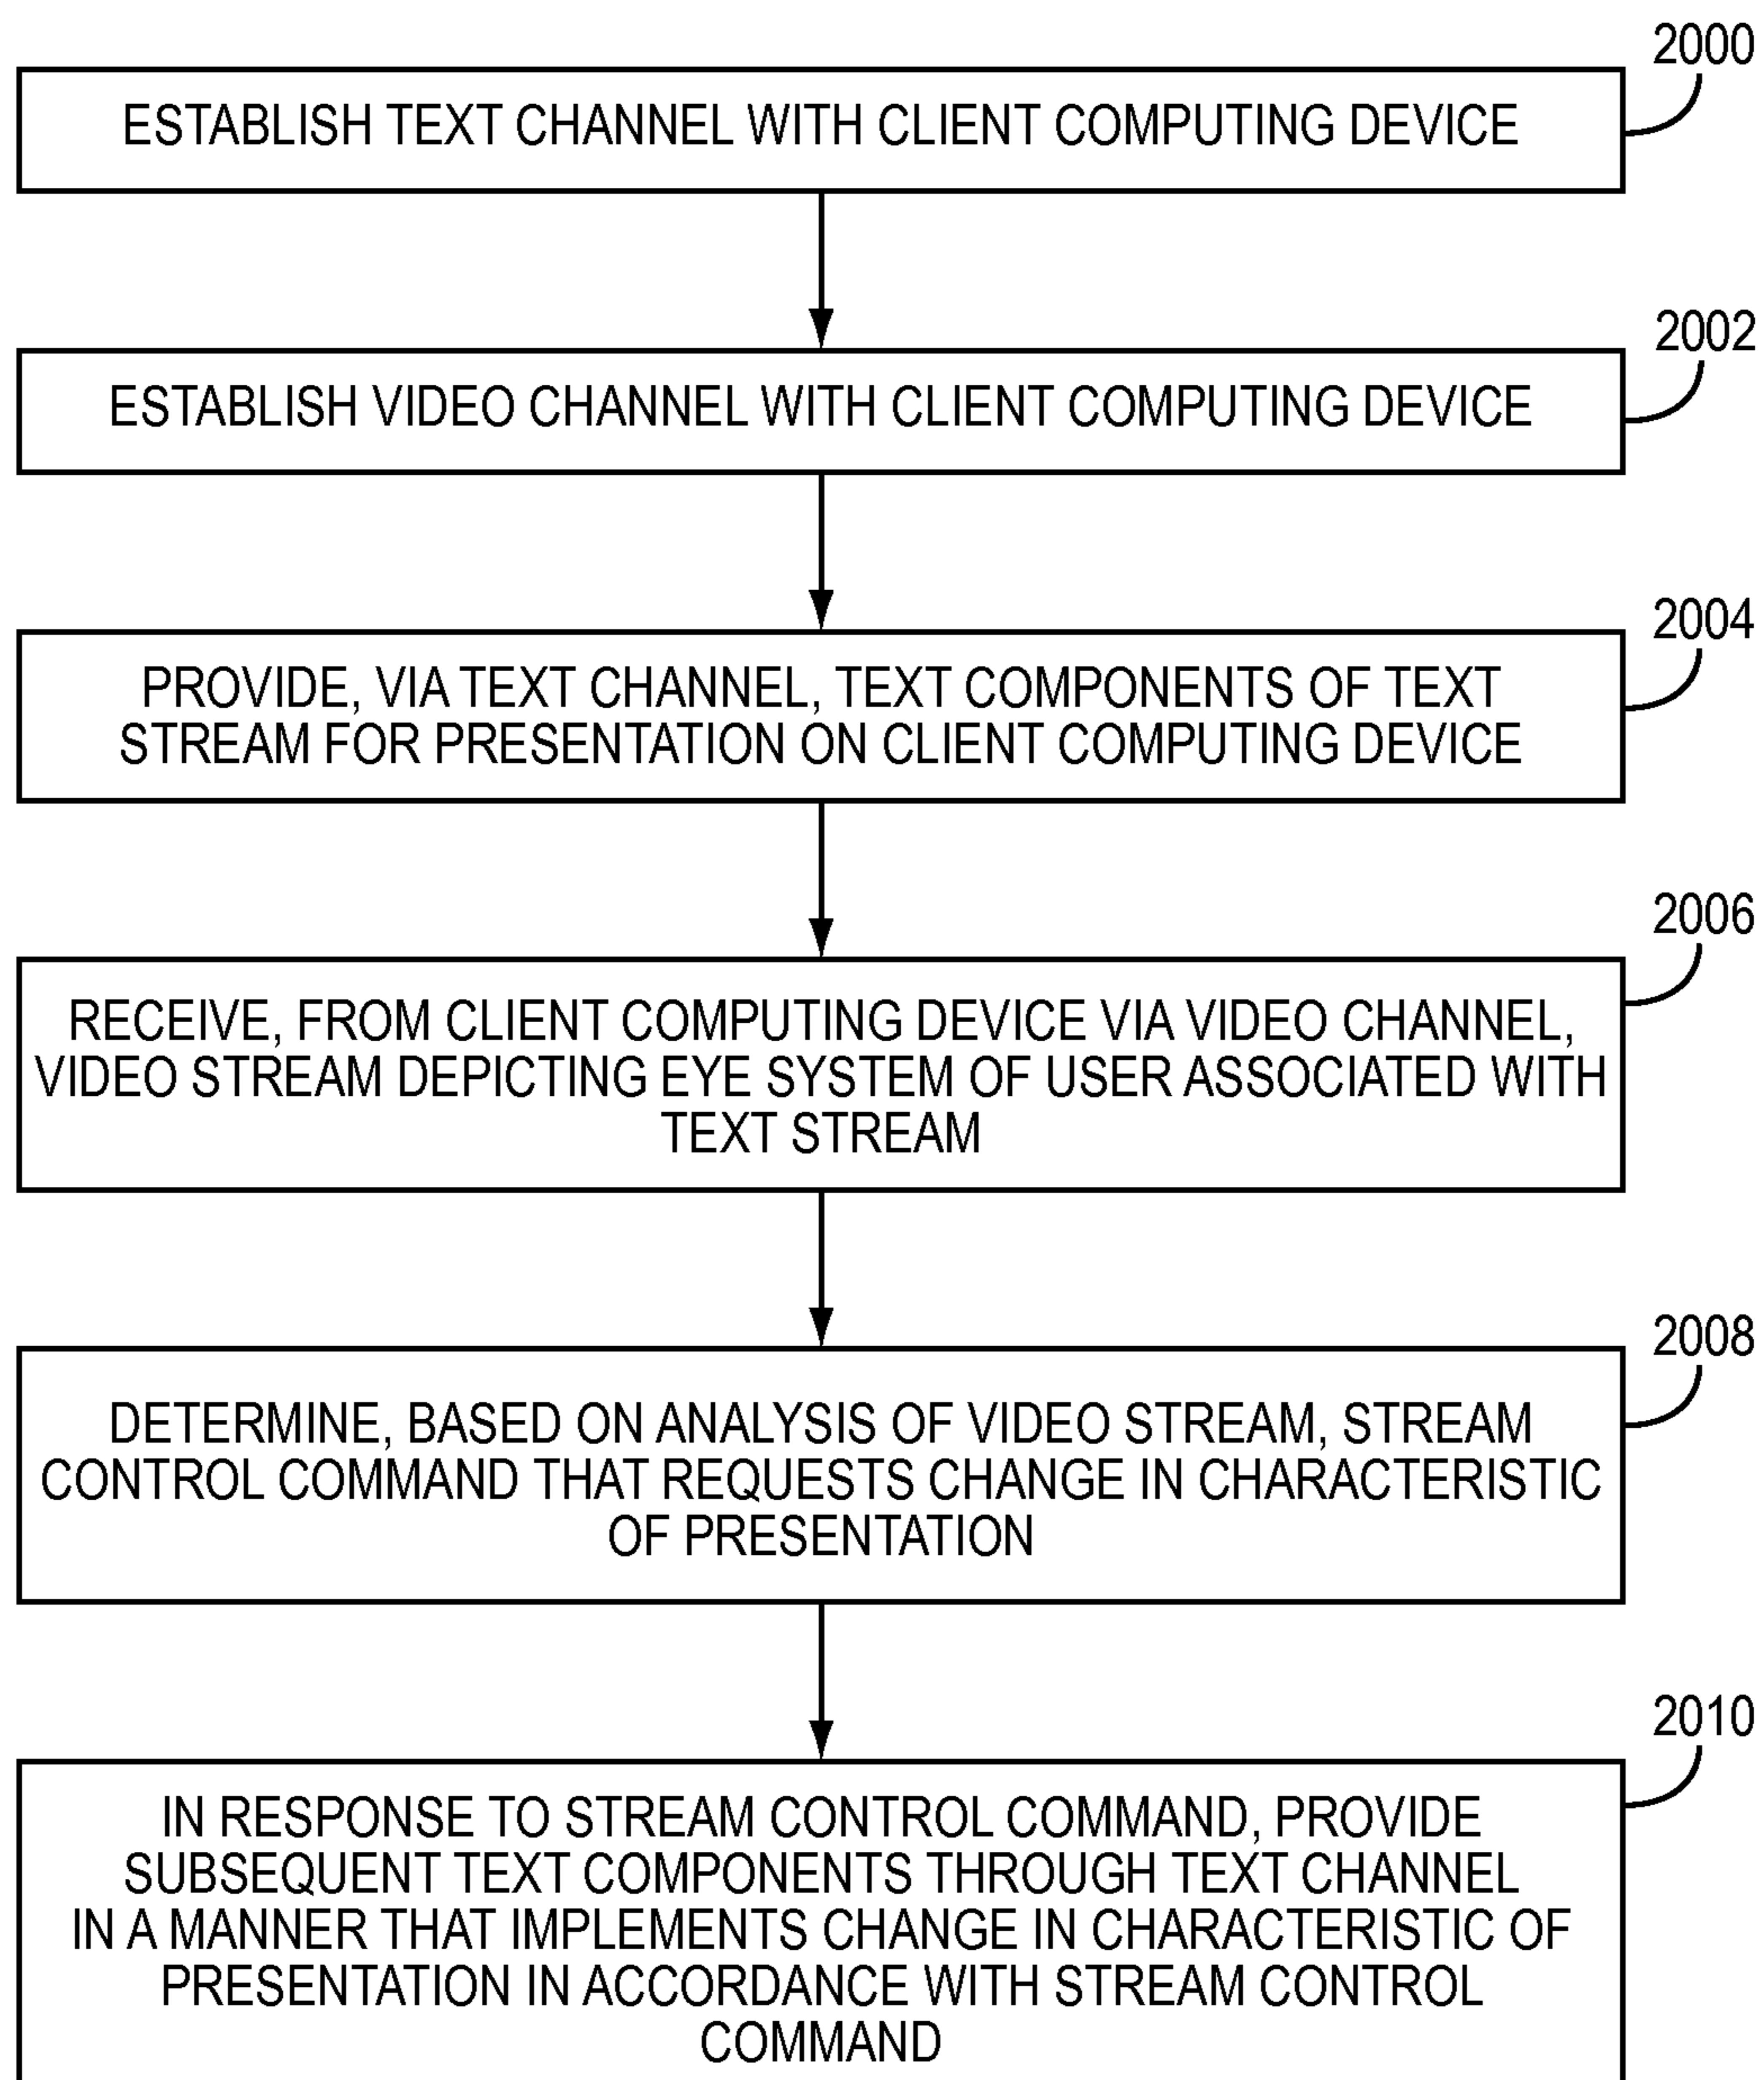 2000
ESTABLISH TEXT CHANNEL WITH CLIENT COMPUTING DEVICE
2002
ESTABLISH VIDEO CHANNEL WITH CLIENT COMPUTING DEVICE
2004
PROVIDE, VIA TEXT CHANNEL, TEXT COMPONENTS OF TEXT
STREAM FOR PRESENTATION ON CLIENT COMPUTING DEVICE
2006
RECEIVE, FROM CLIENT COMPUTING DEVICE VIA VIDEO CHANNEL,
VIDEO STREAM DEPICTING EYE SYSTEM OF USER ASSOCIATED WITH
TEXT STREAM
2008
DETERMINE, BASED ON ANALYSIS OF VIDEO STREAM, STREAM
CONTROL COMMAND THAT REQUESTS CHANGE IN CHARACTERISTIC
OF PRESENTATION
2010
IN RESPONSE TO STREAM CONTROL COMMAND, PROVIDE
SUBSEQUENT TEXT COMPONENTS THROUGH TEXT CHANNEL
IN A MANNER THAT IMPLEMENTS CHANGE IN CHARACTERISTIC OF
PRESENTATION IN ACCORDANCE WITH STREAM CONTROL
COMMAND